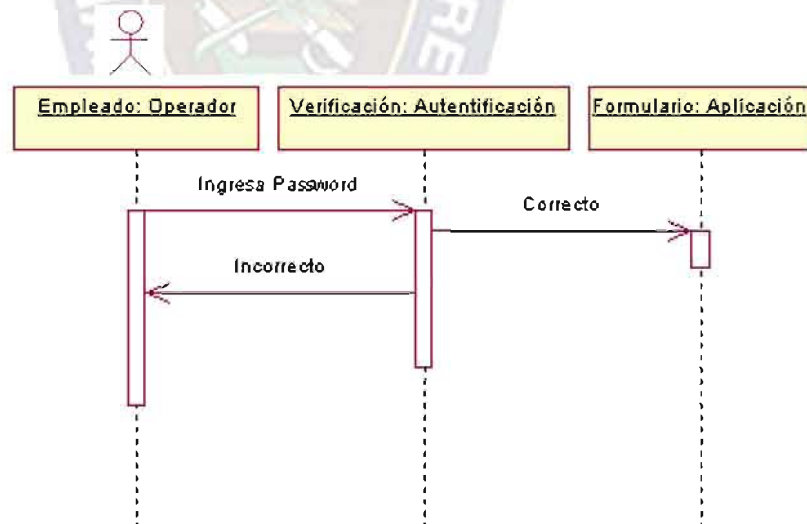 Empleado: Operador
Verificación: Autentificación
Formulario: Aplicación
Ingresa Password
Correcto
Incorrecto